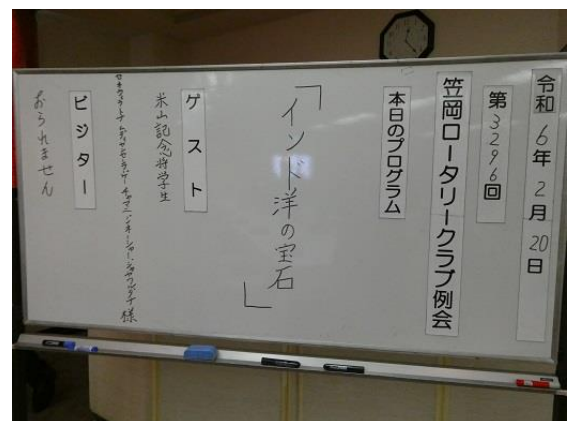 令和6年2月20日
第3296回
笠岡ロータリークラブ例会
本日のプログラム
「インド洋の宝石」
ゲスト
米山記念奨学生
様
ビジター
おられません